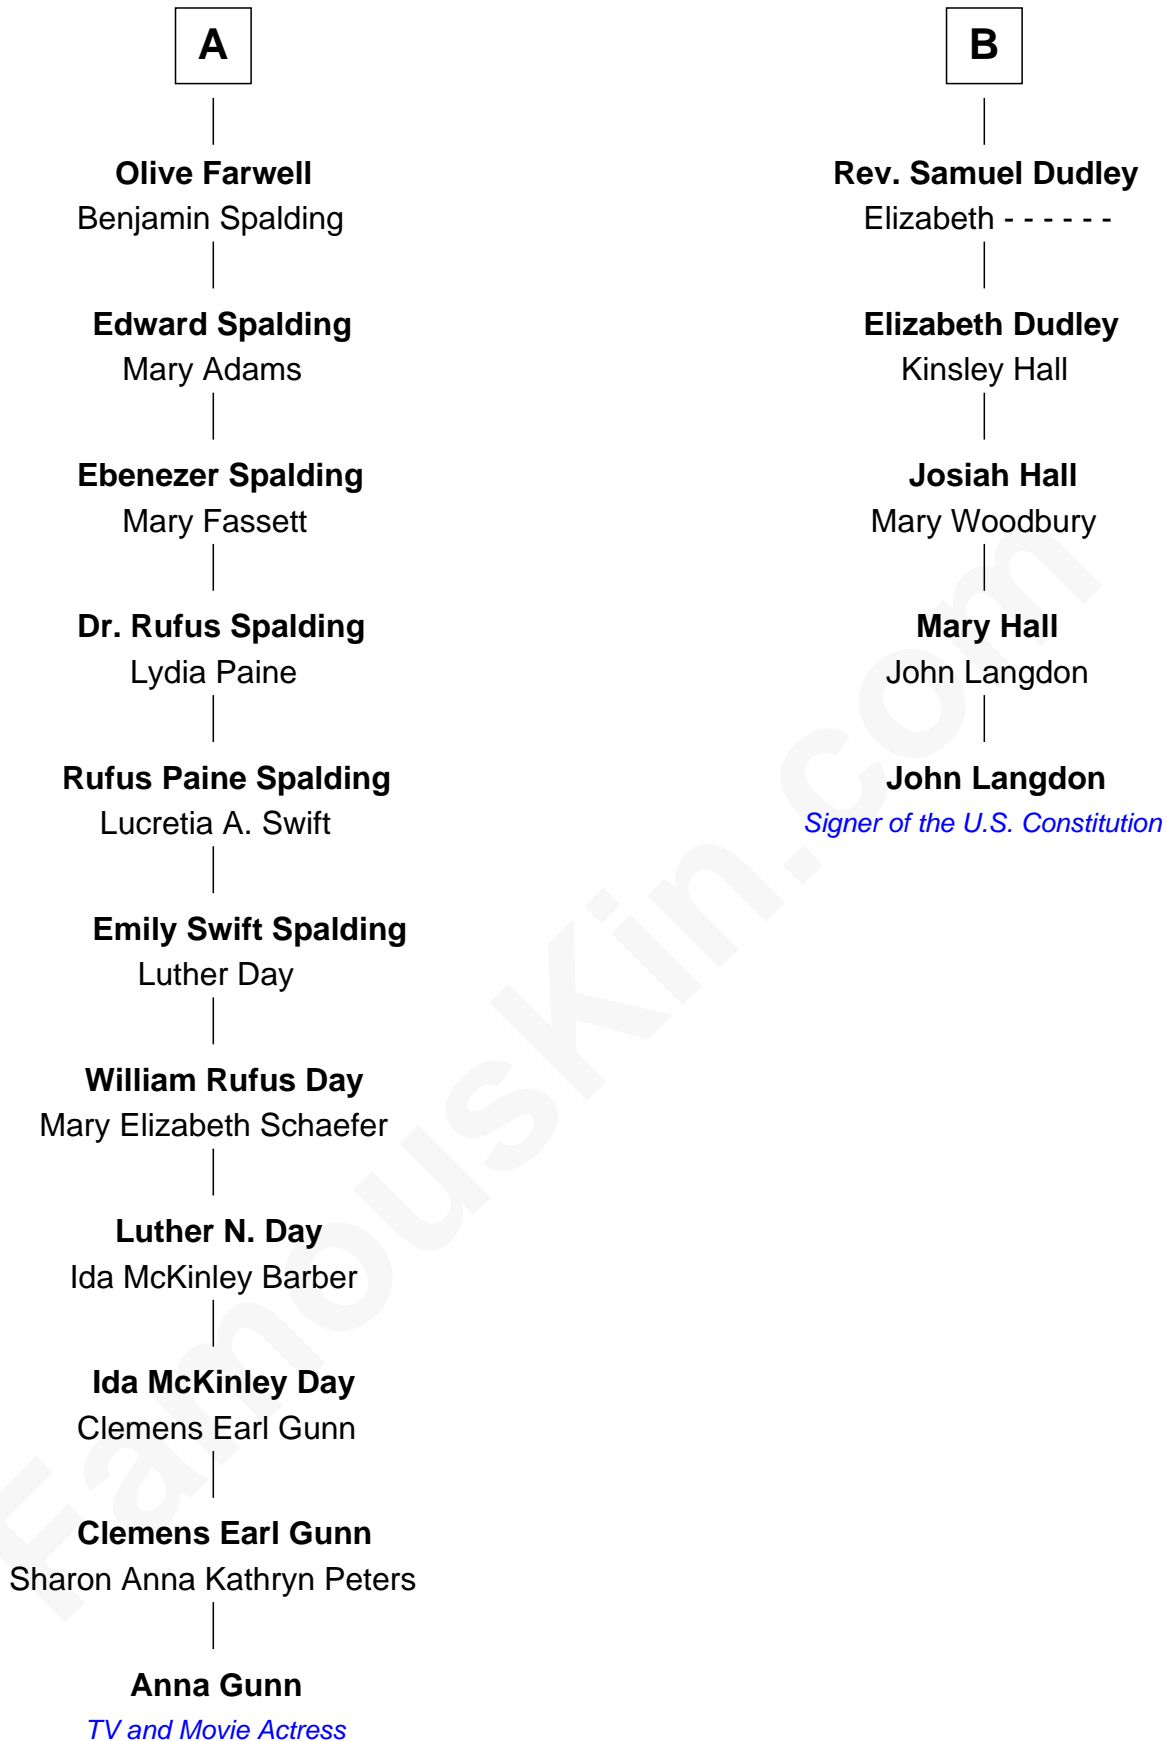 A
Olive Farwell
Benjamin Spalding
Edward Spalding
Mary Adams
Ebenezer Spalding
Mary Fassett
Dr. Rufus Spalding
Lydia Paine
Rufus Paine Spalding
Lucretia A. Swift
Emily Swift Spalding
Luther Day
William Rufus Day
Mary Elizabeth Schaefer
Luther N. Day
Ida McKinley Barber
Ida McKinley Day
Clemens Earl Gunn
Clemens Earl Gunn
Sharon Anna Kathryn Peters
Anna Gunn
TV and Movie Actress
B
Rev. Samuel Dudley
Elizabeth - - - - - -
Elizabeth Dudley
Kinsley Hall
Josiah Hall
Mary Woodbury
Mary Hall
John Langdon
John Langdon
Signer of the U.S. Constitution
FamousKin.com